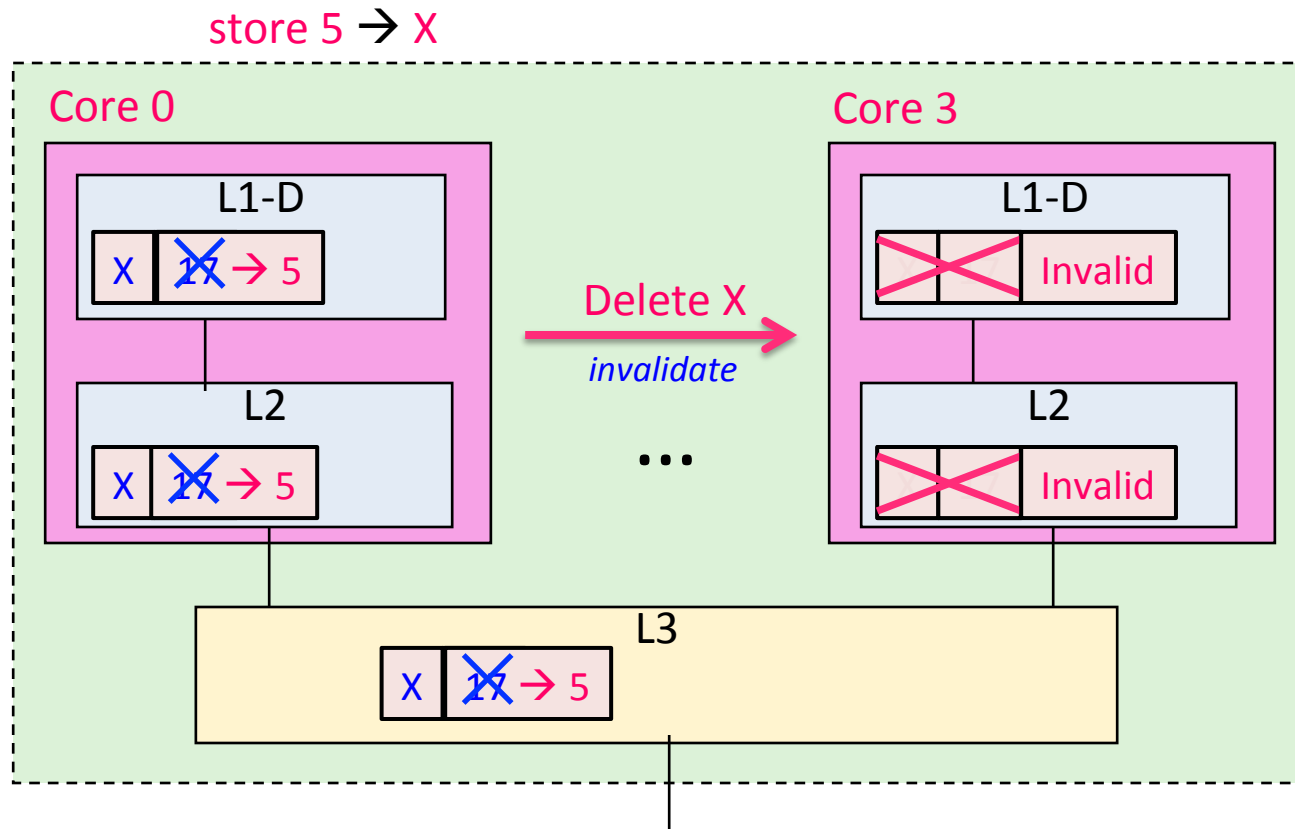 store 5 → X
Core 0
Core 3
L1-D
L1-D
X 17 → 5
Delete X
Invalid
invalidate
L2
L2
...
X 17 → 5
Invalid
L3
X 17 → 5